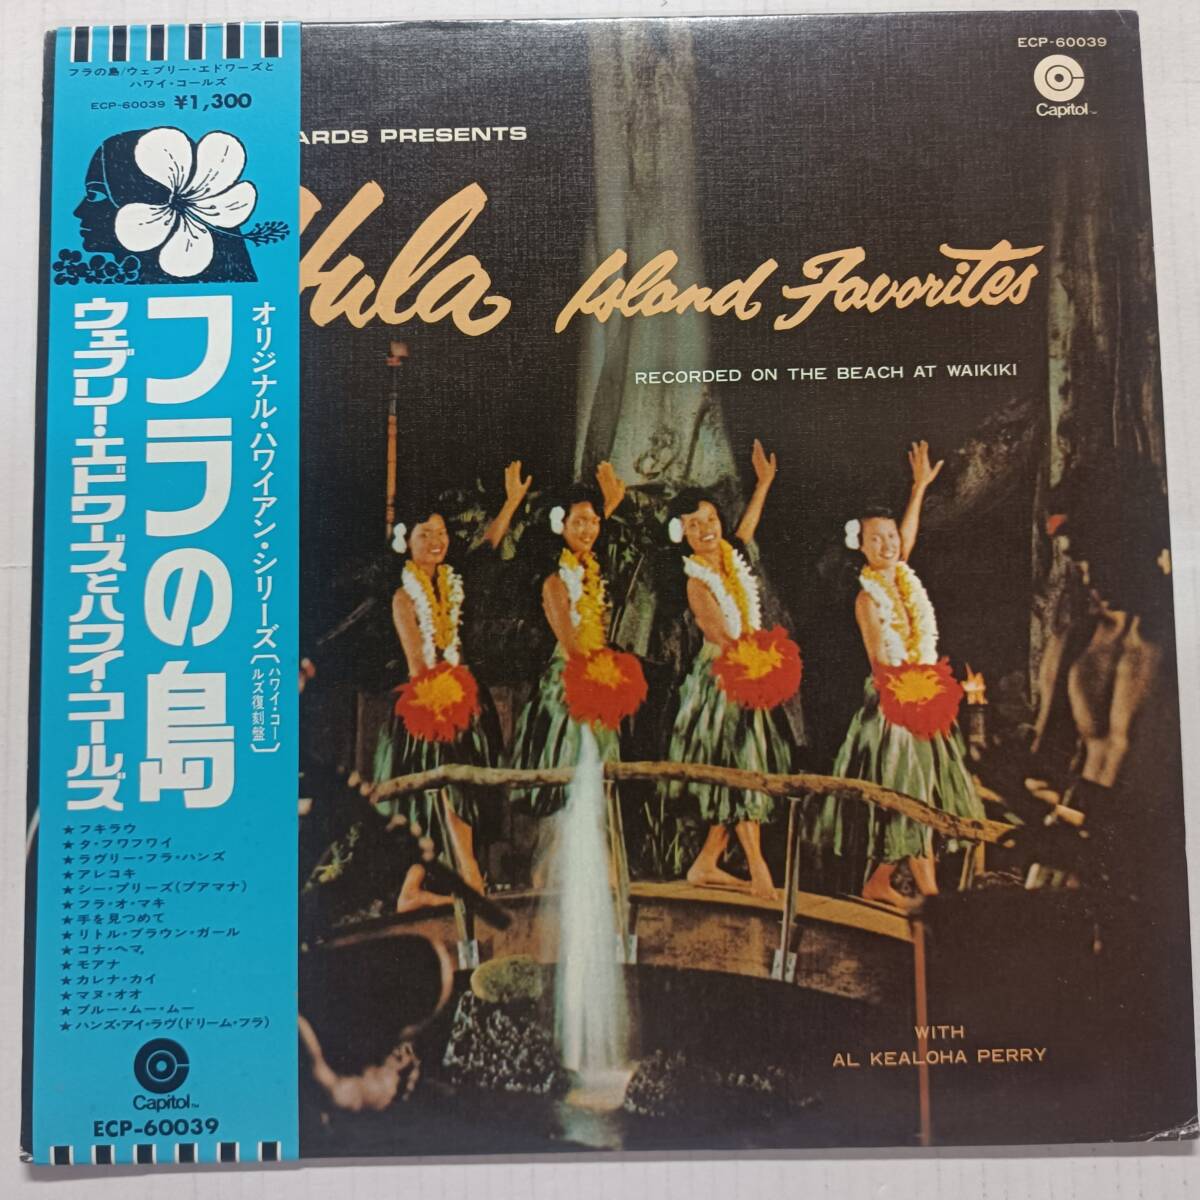 フラの島/ウェブリー・エドワーズと
ハワイ・コールズ
ECP-60039 ¥1,300
オリジナル・ハワイアン・シリーズ〔ハワイ・コールズ復刻盤〕
フラの島
ウェブリー・エドワーズとハワイ・コールズ
★フキラウ
★タ・フワフワイ
★ラヴリー・フラ・ハンズ
★アレコキ
★シー・ブリーズ(プアマナ)
★フラ・オ・マキ
★手を見つめて
★リトル・ブラウン・ガール
★コナ・ヘマ。
★モアナ
★カレナ・カイ
★マヌ・オオ
★ブルー・ムー・ムー
★ハンズ・アイ・ラヴ(ドリーム・フラ)
Capitol™
ECP-60039
ECP-60039
Capitol™
ARDS PRESENTS
Hula Island Favorites
RECORDED ON THE BEACH AT WAIKIKI
WITH
AL KEALOHA PERRY